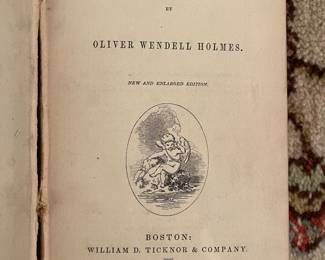 BY
OLIVER WENDELL HOLMES.
NEW AND ENLARGED EDITION.
BOSTON:
WILLIAM D. TICKNOR & COMPANY.